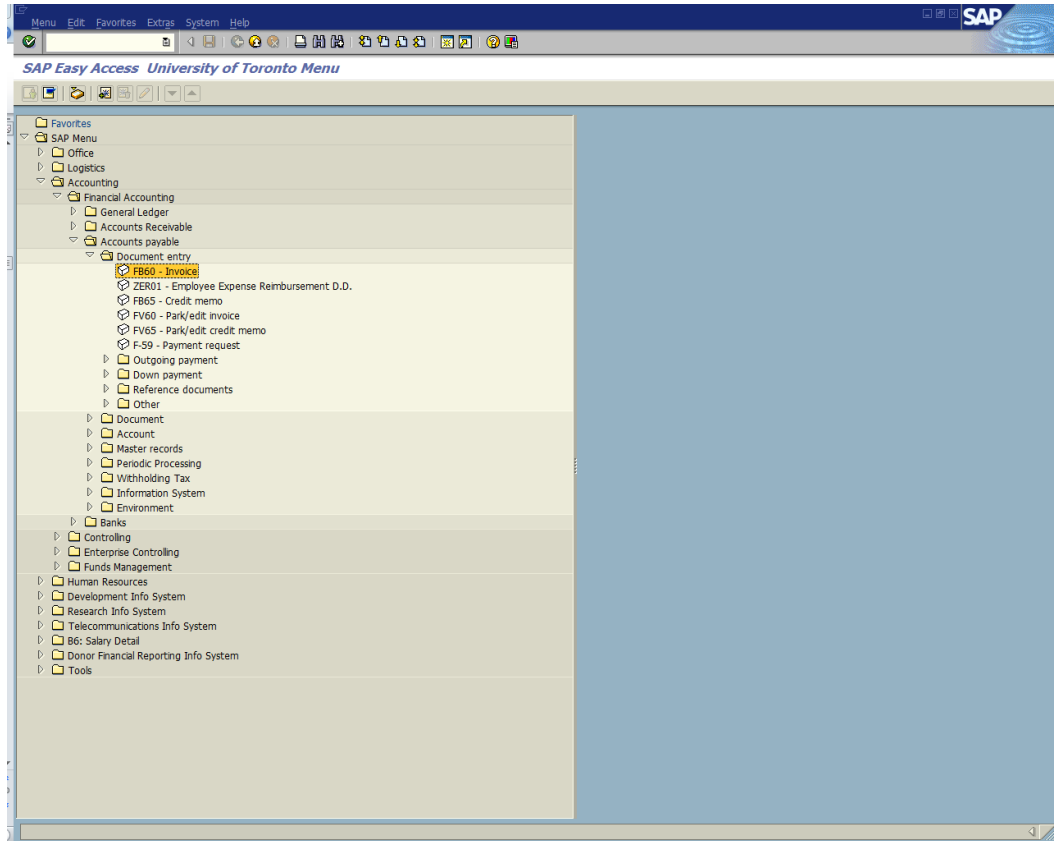 Menu Edit Favorites Extras System Help
SAP
SAP Easy Access University of Toronto Menu
Favorites
SAP Menu
Office
Logistics
Accounting
Financial Accounting
General Ledger
Accounts Receivable
Accounts payable
Document entry
FB60 - Invoice
ZER01 - Employee Expense Reimbursement D.D.
FB65 - Credit memo
FV60 - Park/edit invoice
FV65 - Park/edit credit memo
F-59 - Payment request
Outgoing payment
Down payment
Reference documents
Other
Document
Account
Master records
Periodic Processing
Withholding Tax
Information System
Environment
Banks
Controlling
Enterprise Controlling
Funds Management
Human Resources
Development Info System
Research Info System
Telecommunications Info System
B6: Salary Detail
Donor Financial Reporting Info System
Tools